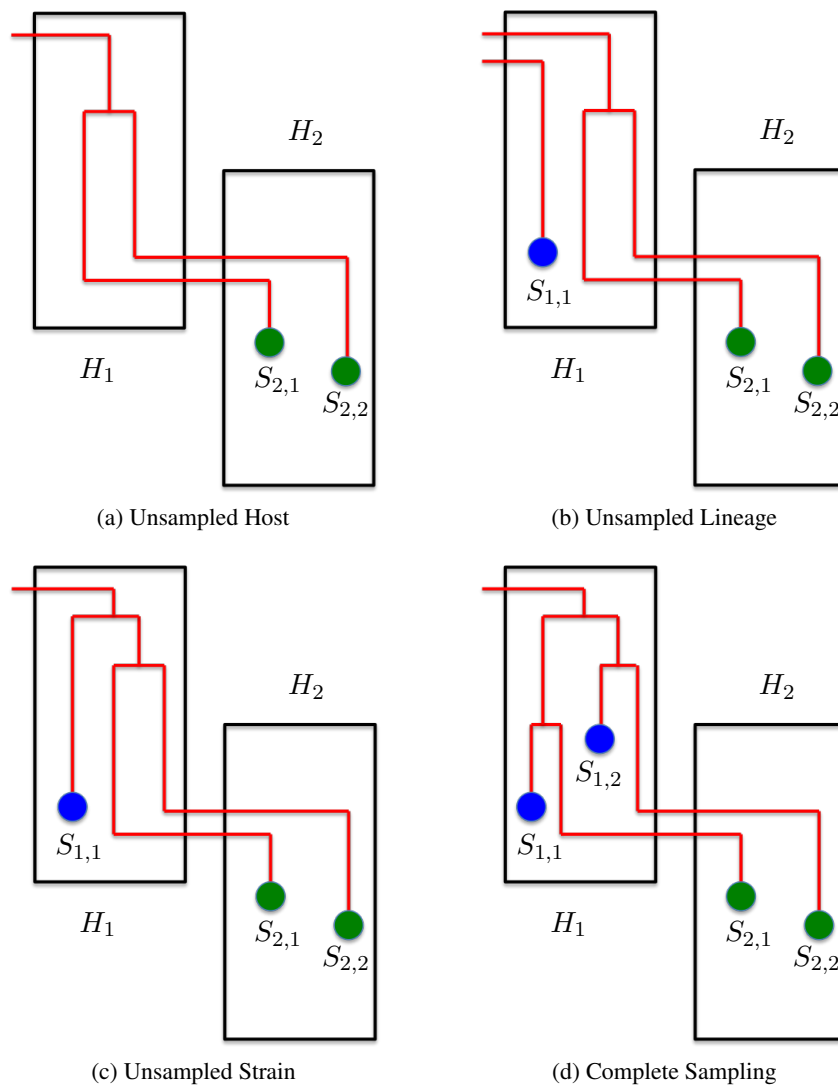 H₂
H₁
S₂,₁
S₂,₂
(a) Unsampled Host
H₂
S₁,₁
H₁
S₂,₁
S₂,₂
(b) Unsampled Lineage
H₂
S₁,₁
H₁
S₂,₁
S₂,₂
(c) Unsampled Strain
H₂
S₁,₂
S₁,₁
H₁
S₂,₁
S₂,₂
(d) Complete Sampling